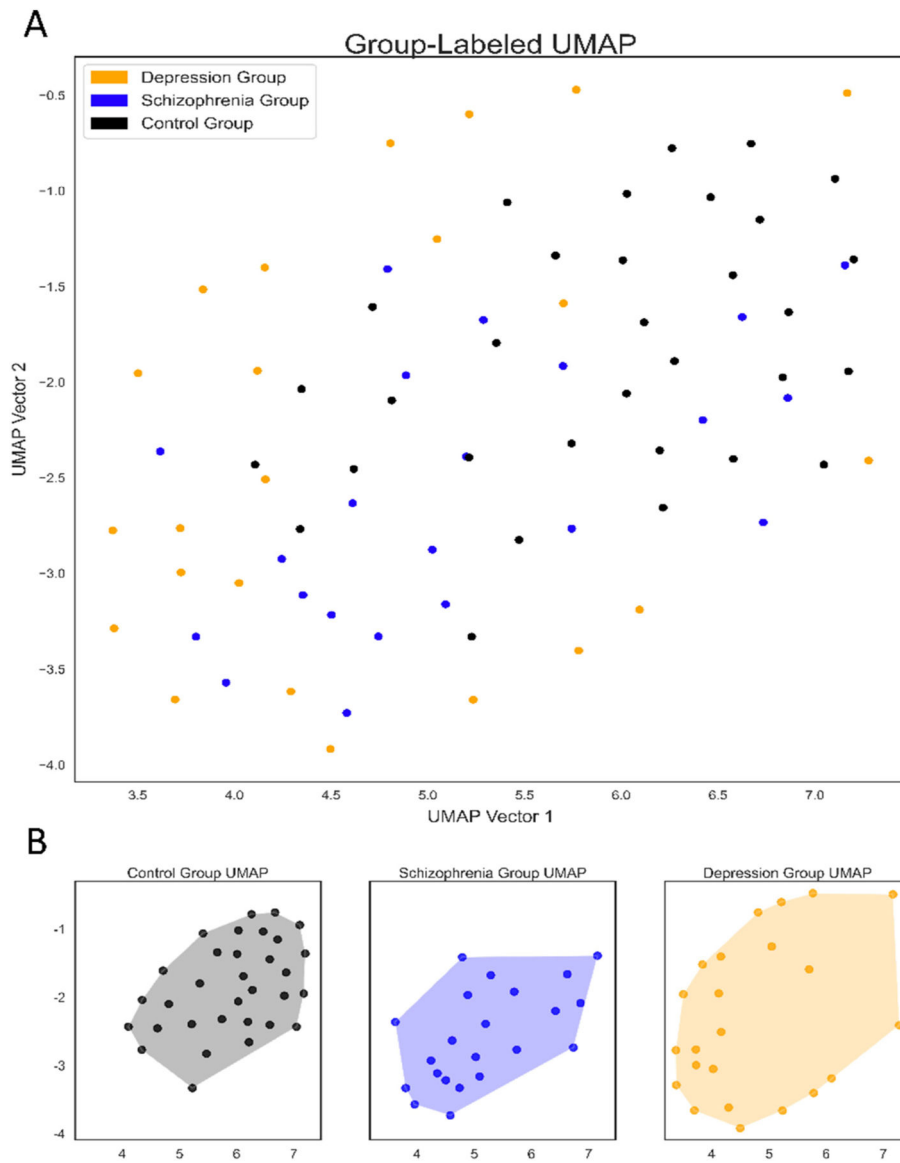 A
Group-Labeled UMAP
Depression Group
Schizophrenia Group
Control Group
−0.5
−1.0
−1.5
−2.0
−2.5
−3.0
−3.5
−4.0
UMAP Vector 2
3.5 4.0 4.5 5.0 5.5 6.0 6.5 7.0
UMAP Vector 1
B
Control Group UMAP Schizophrenia Group UMAP Depression Group UMAP
-1
-2
-3
-4
4 5 6 7 4 5 6 7 4 5 6 7